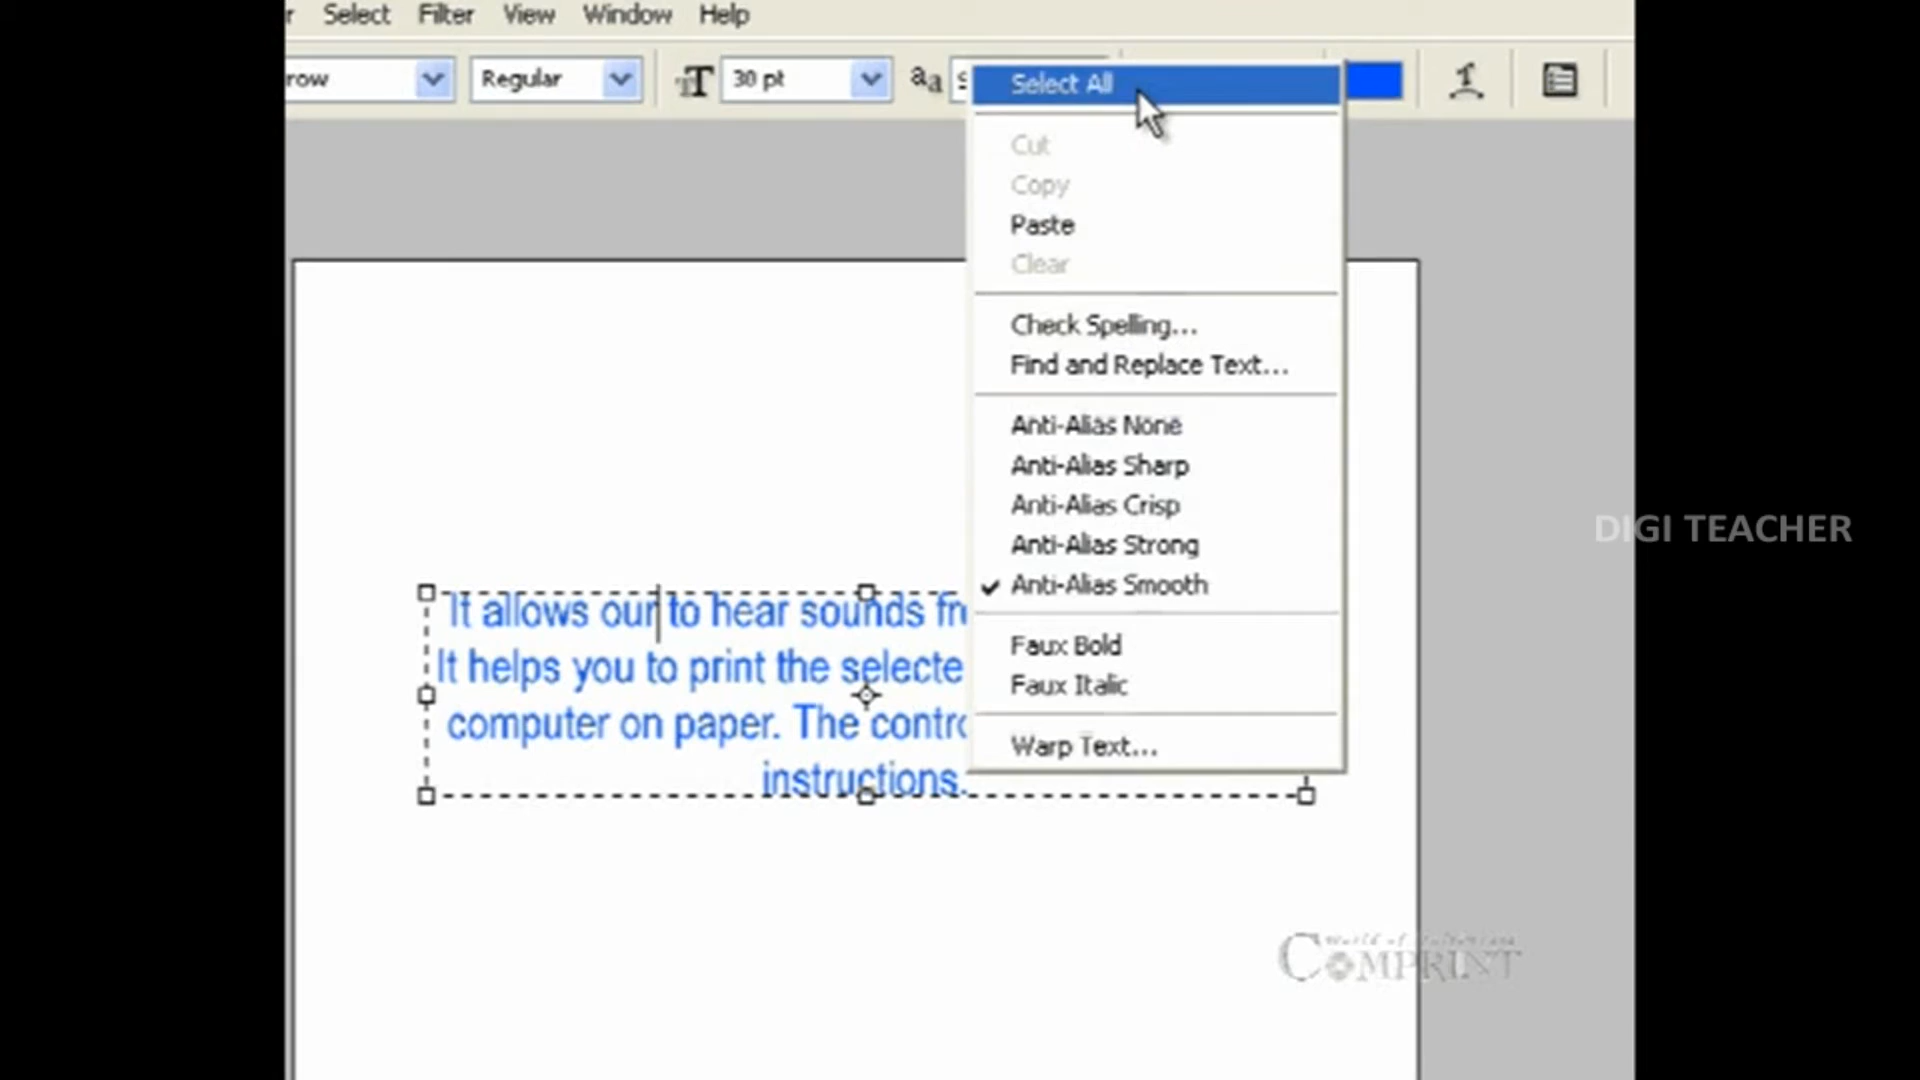 Select Filter View Window Help
row Regular 30 pt
Select All
Cut
Copy
Paste
Clear
Check Spelling...
Find and Replace Text...
Anti-Alias None
Anti-Alias Sharp
Anti-Alias Crisp
Anti-Alias Strong
Anti-Alias Smooth
Faux Bold
Faux Italic
Warp Text...
DIGI TEACHER
It allows our to hear sounds fr
It helps you to print the selecte
computer on paper. The contro
instructions.
COMPRINT